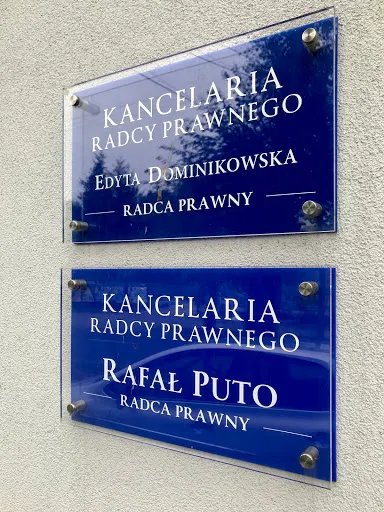 KANCELARIA
RADCY PRAWNEGO
EDYTA DOMINIKOWSKA
RADCA PRAWNY
KANCELARIA
RADCY PRAWNEGO
RAFAŁ PUTO
RADCA PRAWNY